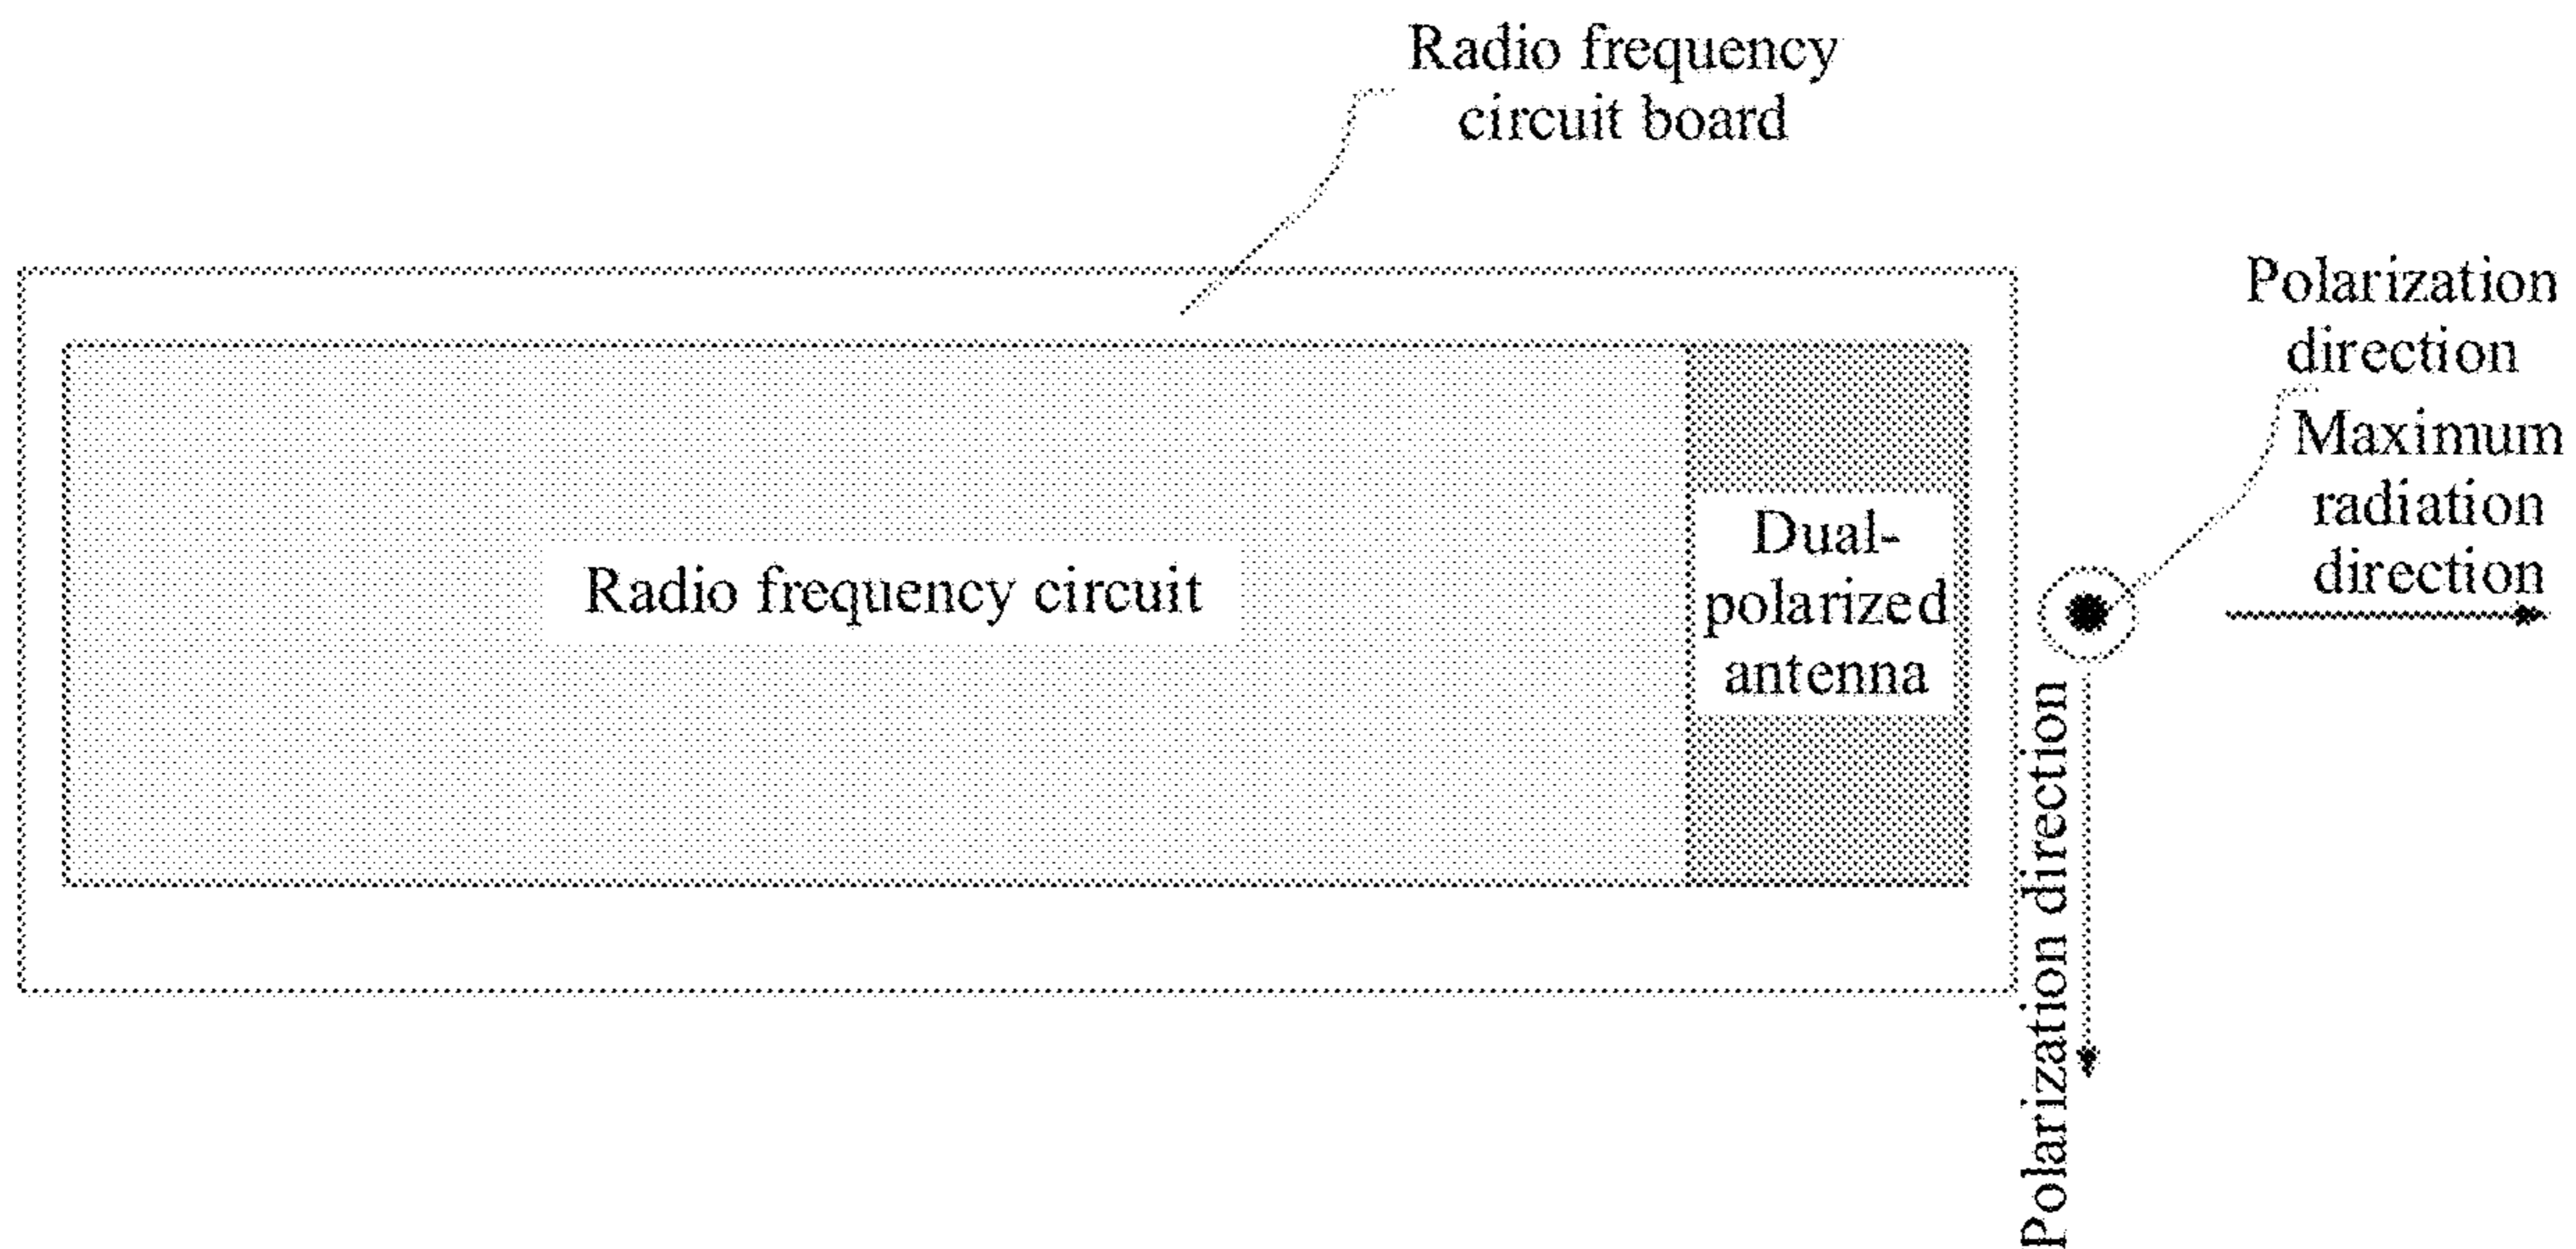 Radio frequency
circuit board
Polarization
direction
Maximum
radiation
direction
Radio frequency circuit
Dual-
polarized
antenna
Polarization direction